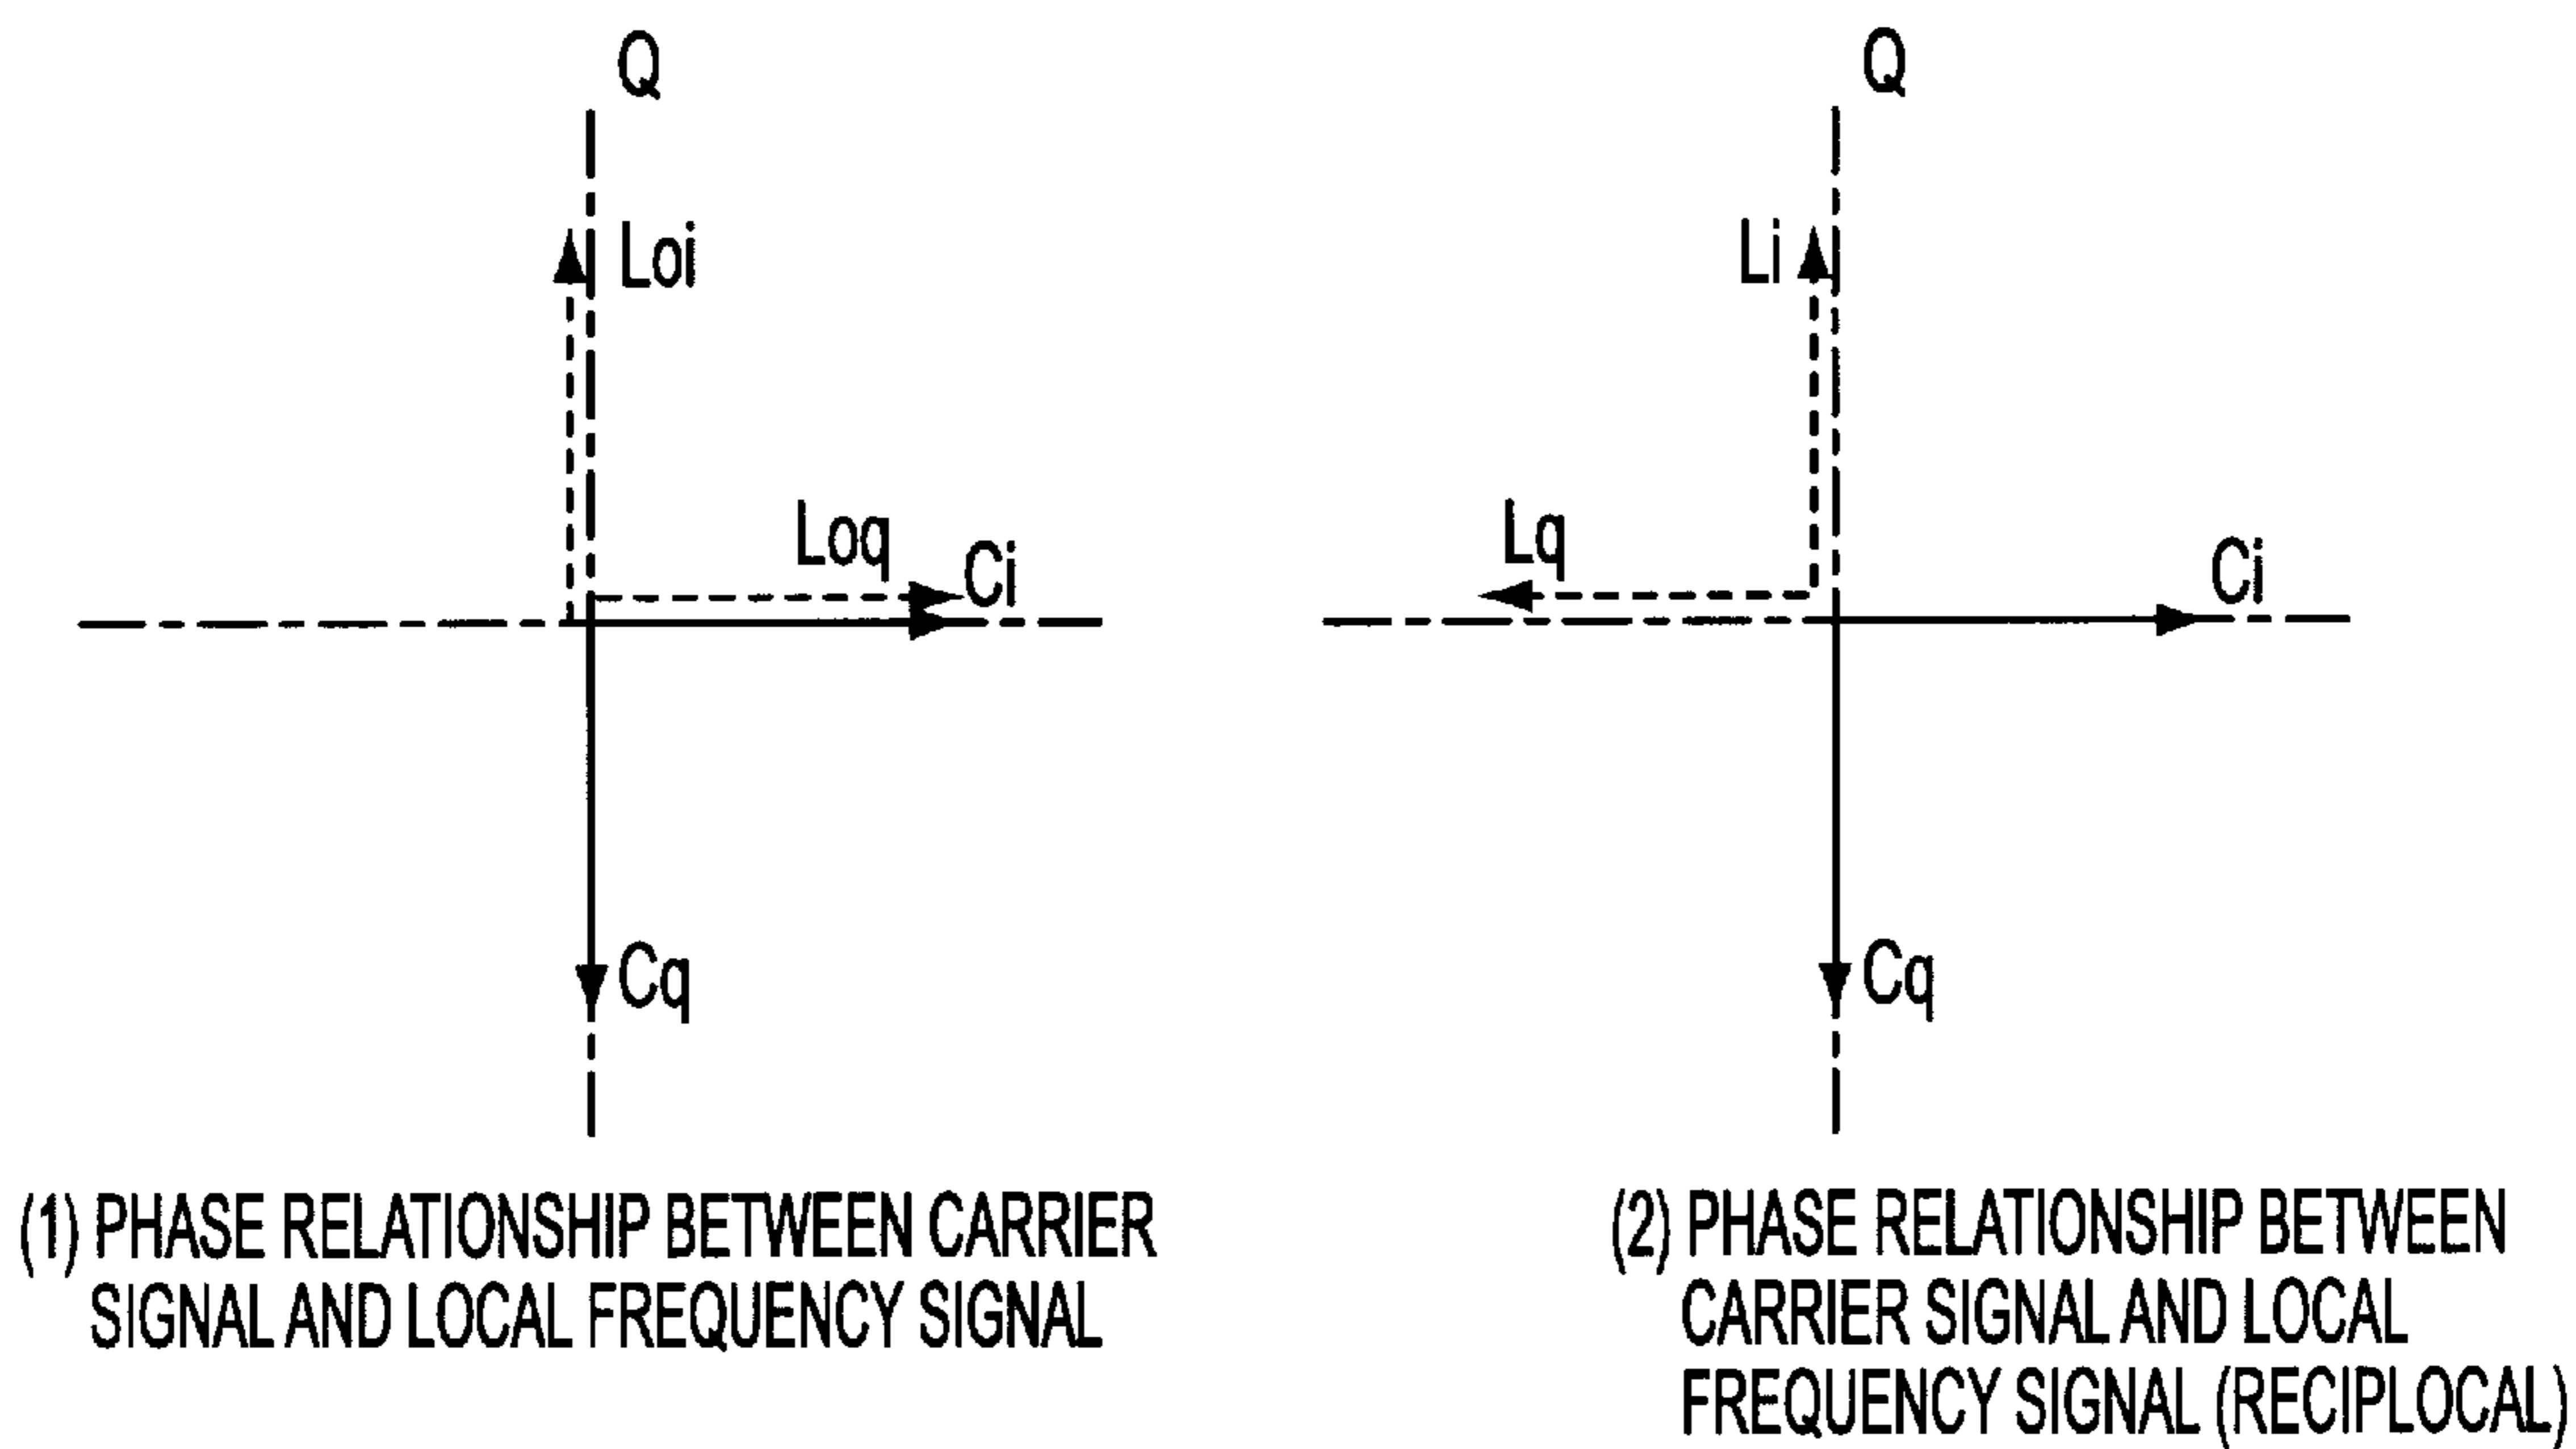 Q
Loi
Loq
Ci
Cq
(1) PHASE RELATIONSHIP BETWEEN CARRIER
SIGNAL AND LOCAL FREQUENCY SIGNAL
Q
Li
Lq
Ci
Cq
(2) PHASE RELATIONSHIP BETWEEN
CARRIER SIGNAL AND LOCAL
FREQUENCY SIGNAL (RECIPLOCAL)